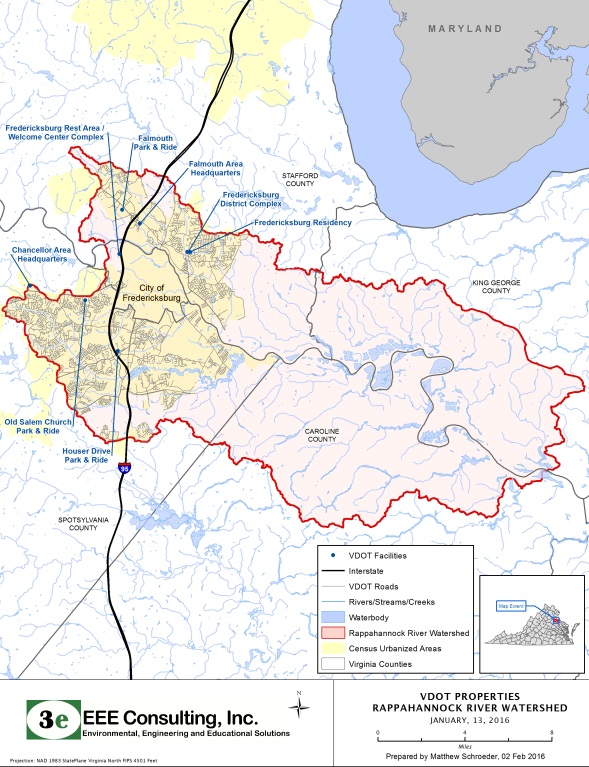 MARYLAND
Fredericksburg Rest Area /
Welcome Center Complex
Falmouth
Park & Ride
Falmouth Area
Headquarters
STAFFORD
COUNTY
Fredericksburg
District Complex
Fredericksburg Residency
Chancellor Area
Headquarters
KING GEORGE
COUNTY
City of
Fredericksburg
Old Salem Church
Park & Ride
CAROLINE
COUNTY
Houser Drive
Park & Ride
95
SPOTSYLVANIA
COUNTY
VDOT Facilities
Interstate
VDOT Roads
Rivers/Streams/Creeks
Waterbody
Rappahannock River Watershed
Census Urbanized Areas
Virginia Counties
Map Extent
3e EEE Consulting, Inc.
Environmental, Engineering and Educational Solutions
N
Projection: NAD 1983 StatePlane Virginia North FIPS 4501 Feet
VDOT PROPERTIES
RAPPAHANNOCK RIVER WATERSHED
JANUARY, 13, 2016
0 4 8
Miles
Prepared by Matthew Schroeder, 02 Feb 2016